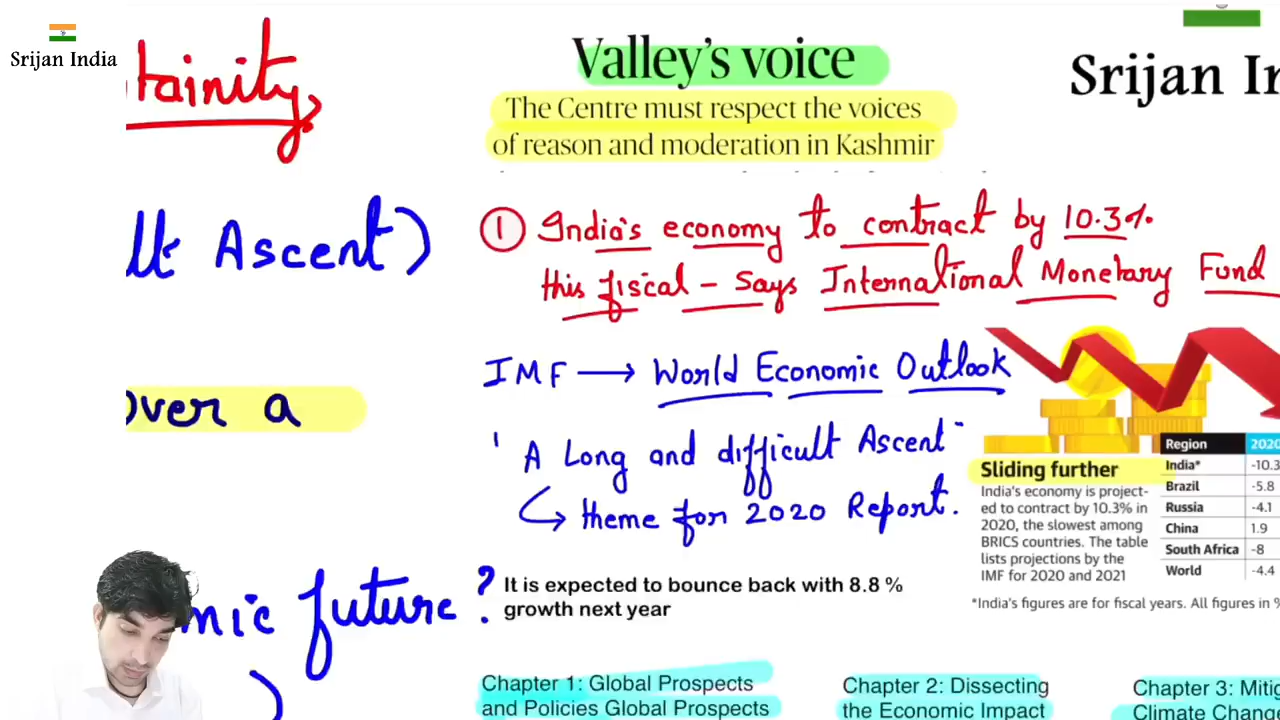 Srijan India
tainity,
Valley's voice
Srijan In
The Centre must respect the voices
of reason and moderation in Kashmir
lt Ascent)
① India's economy to contract by 10.3%
this fiscal – Says International Monetary Fund
IMF → World Economic Outlook
over a
' A Long and difficult Ascent"
theme for 2020 Report.
Sliding further
India's economy is project-
ed to contract by 10.3% in
2020, the slowest among
BRICS countries. The table
lists projections by the
IMF for 2020 and 2021
Region 2020
India* -10.3
Brazil -5.8
Russia -4.1
China 1.9
South Africa -8
World -4.4
*India's figures are for fiscal years. All figures in %
mic future ?
It is expected to bounce back with 8.8 %
growth next year
)
Chapter 1: Global Prospects
and Policies Global Prospects
Chapter 2: Dissecting
the Economic Impact
Chapter 3: Mitig
Climate Change